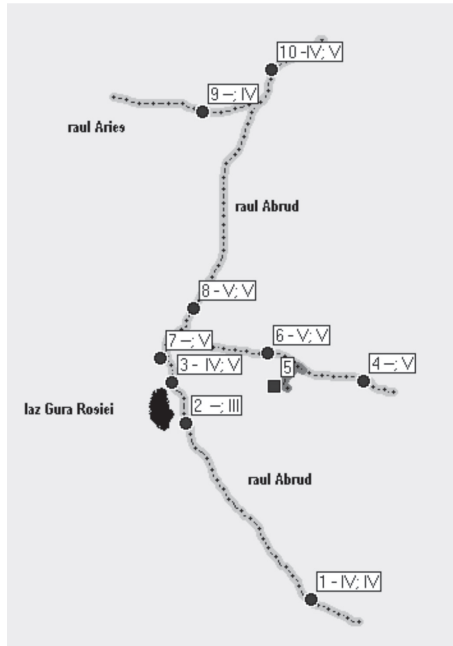 10 -IV; V
9 –; IV
raul Aries
raul Abrud
8 - V; V
7 –; V
6 - V; V
3 - IV; V
5
4 –; V
Iaz Gura Rosiei
2 –; III
raul Abrud
1 - IV; IV